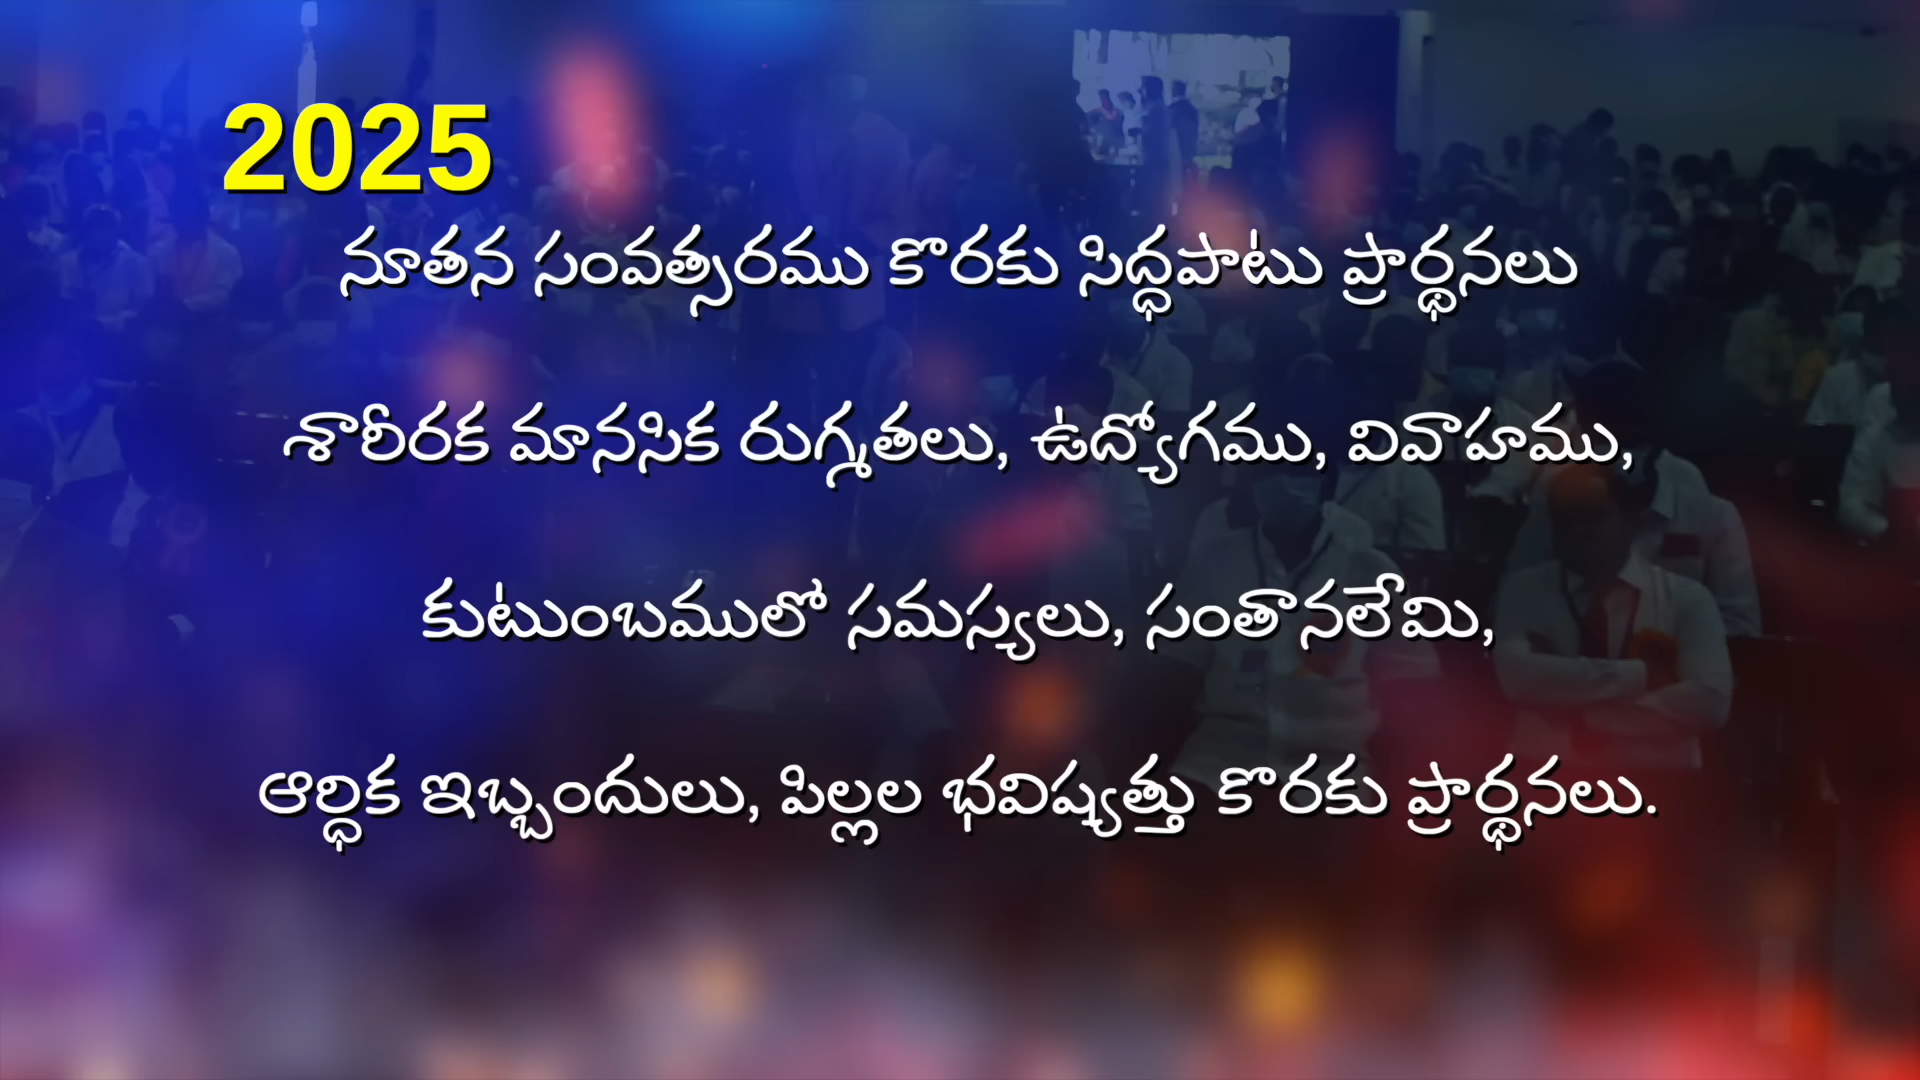 2025
నూతన సంవత్సరము కొరకు సిద్ధపాటు ప్రార్థనలు
శారీరక మానసిక రుగ్మతలు, ఉద్యోగము, వివాహము,
కుటుంబములో సమస్యలు, సంతానలేమి,
ఆర్ధిక ఇబ్బందులు, పిల్లల భవిష్యత్తు కొరకు ప్రార్థనలు.